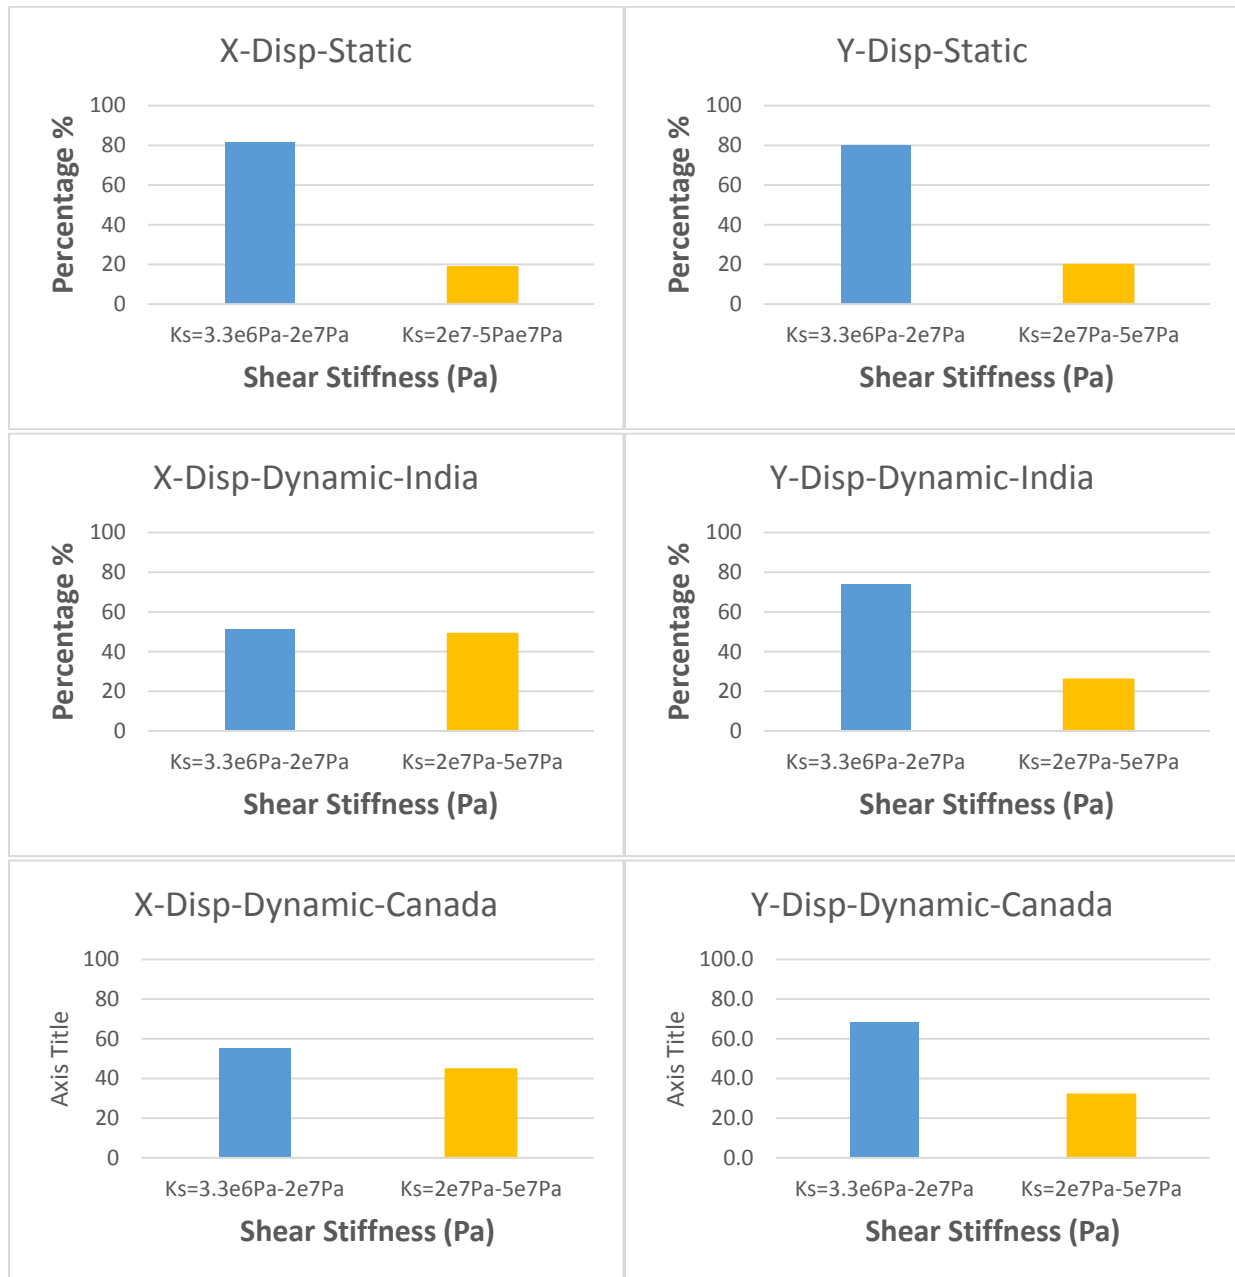 X-Disp-Static
Percentage %
100
80
60
40
20
0
Ks=3.3e6Pa-2e7Pa Ks=2e7-5Pae7Pa
Shear Stiffness (Pa)
Y-Disp-Static
Percentage %
100
80
60
40
20
0
Ks=3.3e6Pa-2e7Pa Ks=2e7Pa-5e7Pa
Shear Stiffness (Pa)
X-Disp-Dynamic-India
Percentage %
100
80
60
40
20
0
Ks=3.3e6Pa-2e7Pa Ks=2e7Pa-5e7Pa
Shear Stiffness (Pa)
Y-Disp-Dynamic-India
Percentage %
100
80
60
40
20
0
Ks=3.3e6Pa-2e7Pa Ks=2e7Pa-5e7Pa
Shear Stiffness (Pa)
X-Disp-Dynamic-Canada
Axis Title
100
80
60
40
20
0
Ks=3.3e6Pa-2e7Pa Ks=2e7Pa-5e7Pa
Shear Stiffness (Pa)
Y-Disp-Dynamic-Canada
Axis Title
100.0
80.0
60.0
40.0
20.0
0.0
Ks=3.3e6Pa-2e7Pa Ks=2e7Pa-5e7Pa
Shear Stiffness (Pa)